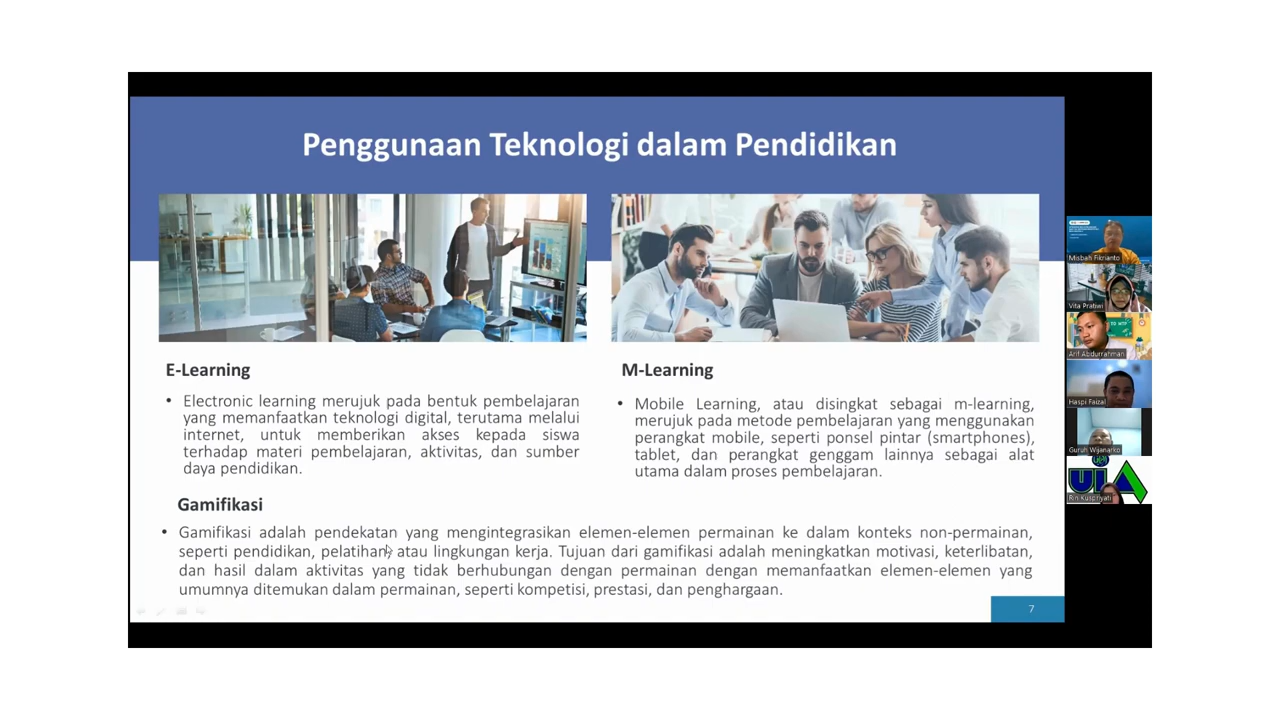 Penggunaan Teknologi dalam Pendidikan
E-Learning
• Electronic learning merujuk pada bentuk pembelajaran
yang memanfaatkan teknologi digital, terutama melalui
internet, untuk memberikan akses kepada siswa
terhadap materi pembelajaran, aktivitas, dan sumber
daya pendidikan.
M-Learning
• Mobile Learning, atau disingkat sebagai m-learning,
merujuk pada metode pembelajaran yang menggunakan
perangkat mobile, seperti ponsel pintar (smartphones),
tablet, dan perangkat genggam lainnya sebagai alat
utama dalam proses pembelajaran.
Gamifikasi
• Gamifikasi adalah pendekatan yang mengintegrasikan elemen-elemen permainan ke dalam konteks non-permainan,
seperti pendidikan, pelatihan, atau lingkungan kerja. Tujuan dari gamifikasi adalah meningkatkan motivasi, keterlibatan,
dan hasil dalam aktivitas yang tidak berhubungan dengan permainan dengan memanfaatkan elemen-elemen yang
umumnya ditemukan dalam permainan, seperti kompetisi, prestasi, dan penghargaan.
7
Misbah Fikrianto
Vita Pratiwi
Arif Abdurrahman
Haspi Faizal
Guruh Wijanarko
UIA
Rin Kuspriyati